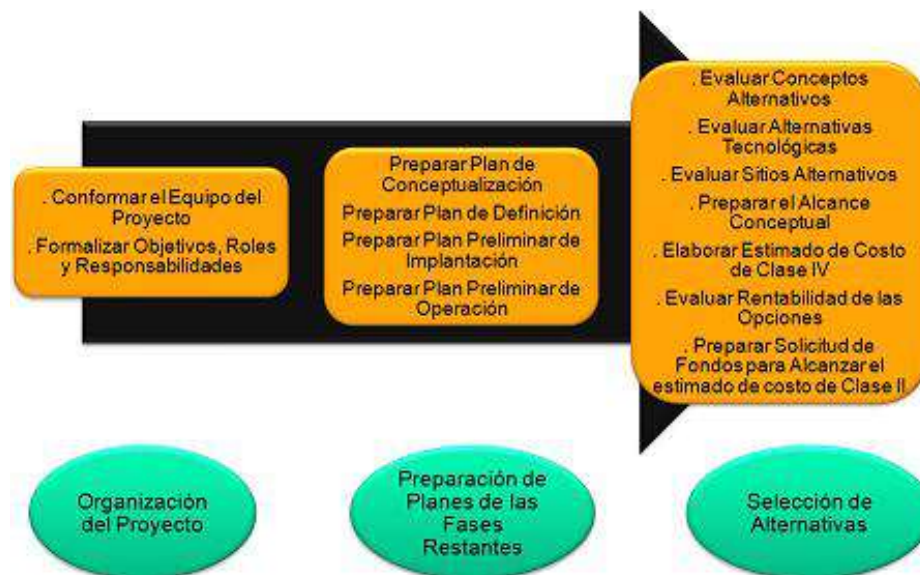 . Conformar el Equipo del
Proyecto
. Formalizar Objetivos, Roles
y Responsabilidades
Preparar Plan de
Conceptualización
Preparar Plan de Definición
Preparar Plan Preliminar de
Implantación
Preparar Plan Preliminar de
Operación
. Evaluar Conceptos
Alternativos
. Evaluar Alternativas
Tecnológicas
. Evaluar Sitios Alternativos
. Preparar el Alcance
Conceptual
. Elaborar Estimado de Costo
de Clase IV
. Evaluar Rentabilidad de las
Opciones
. Preparar Solicitud de
Fondos para Alcanzar el
estimado de costo de Clase II
Organización
del Proyecto
Preparación de
Planes de las
Fases
Restantes
Selección de
Alternativas